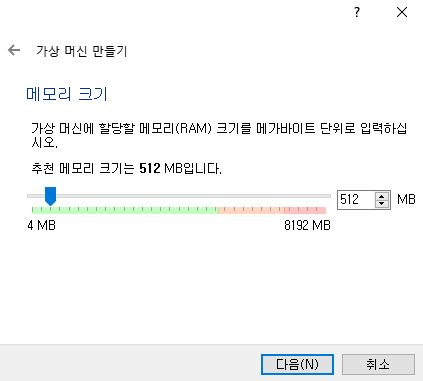 ?
가상 머신 만들기
메모리 크기
가상 머신에 할당할 메모리(RAM) 크기를 메가바이트 단위로 입력하십
시오.
추천 메모리 크기는 512 MB입니다.
512 MB
4 MB 8192 MB
다음(N) 취소